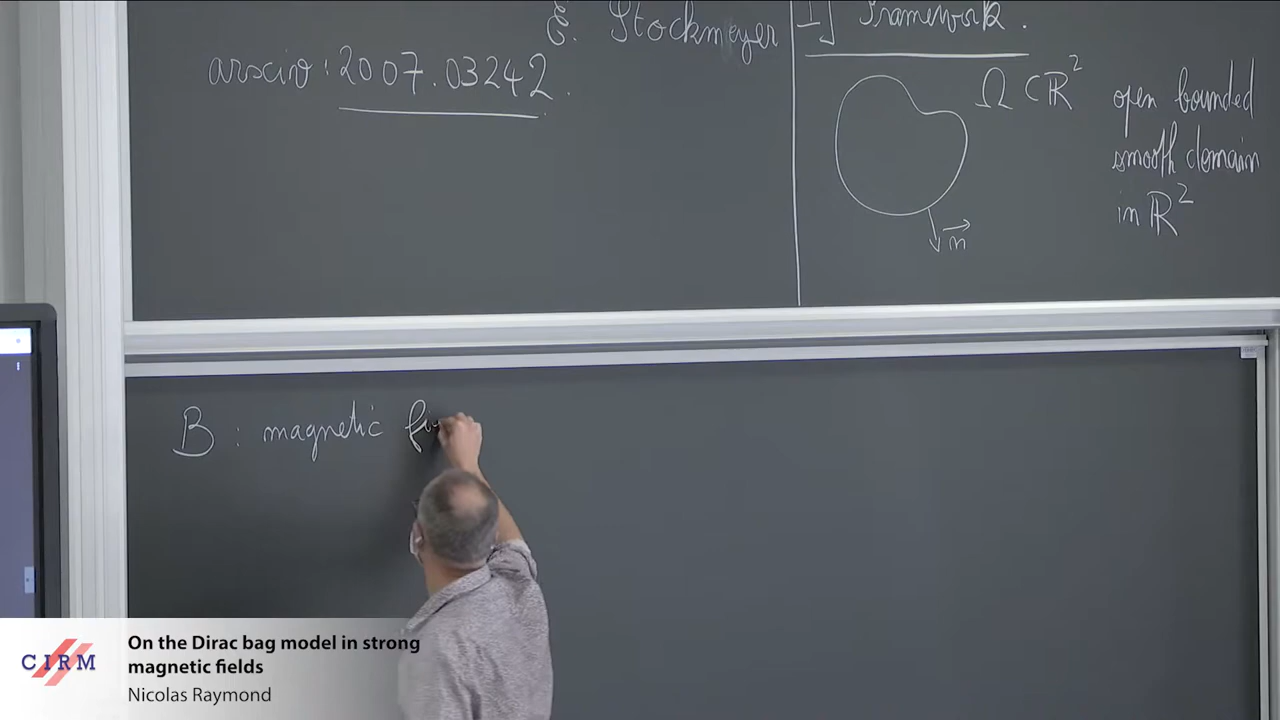 E. Stockmeyer
arxiv : 2007.03242.
I] Framework.
Ω ⊂ ℝ² open bounded
smooth domain
in ℝ²
n
B : magnetic fi
CIRM
On the Dirac bag model in strong
magnetic fields
Nicolas Raymond